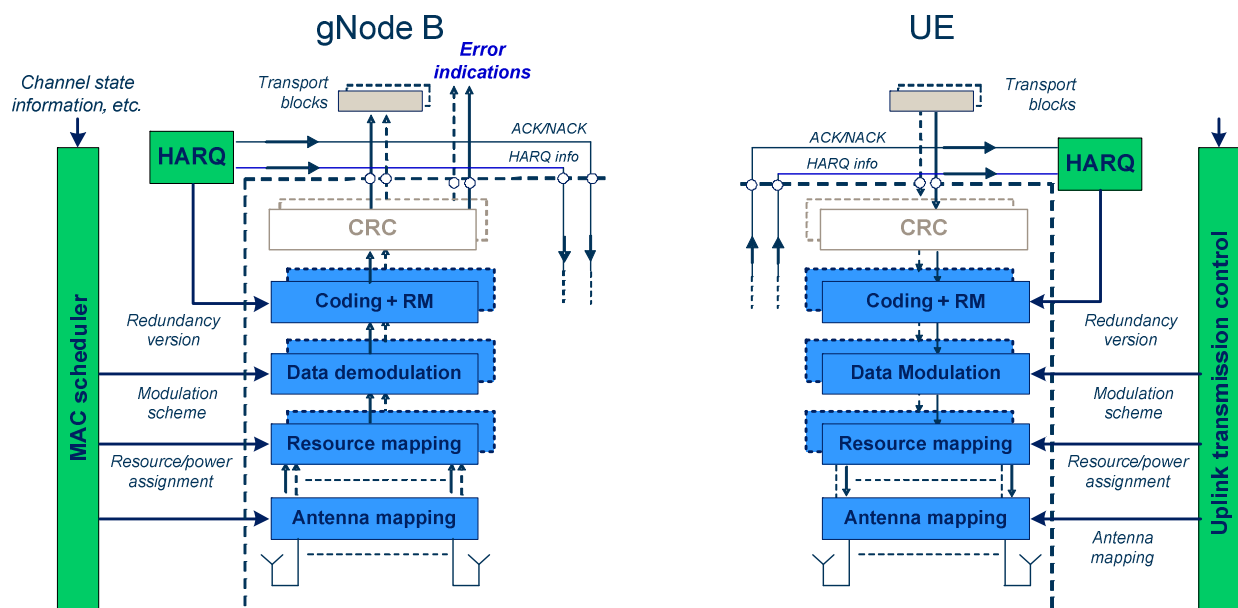 gNode B
UE
Error
indications
Channel state
information, etc.
Transport
blocks
ACK/NACK
HARQ info
HARQ
CRC
Coding + RM
Redundancy
version
Data demodulation
Modulation
scheme
Resource mapping
Resource/power
assignment
Antenna mapping
MAC scheduler
Transport
blocks
ACK/NACK
HARQ info
HARQ
CRC
Coding + RM
Redundancy
version
Data Modulation
Modulation
scheme
Resource mapping
Resource/power
assignment
Antenna mapping
Antenna
mapping
Uplink transmission control